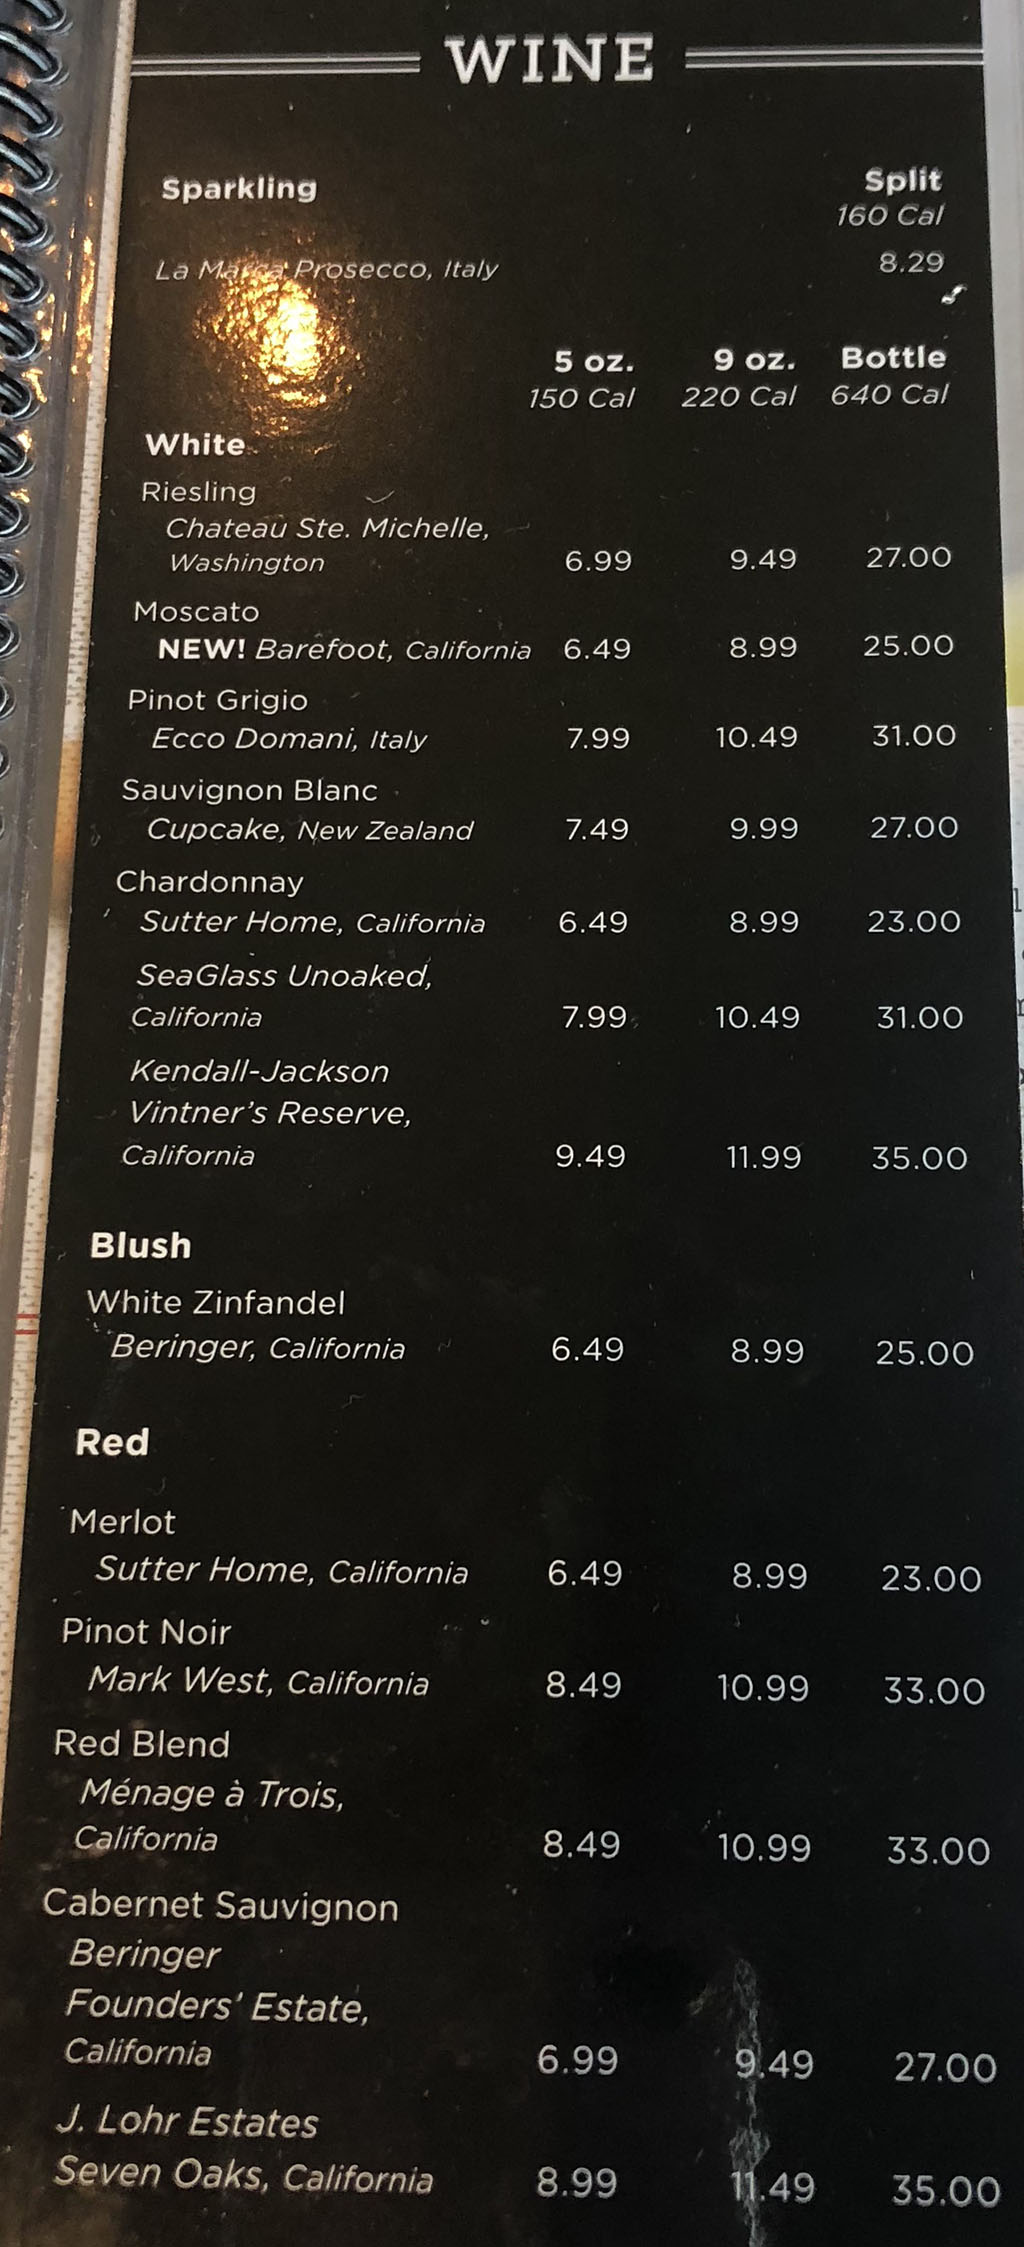 WINE
Sparkling Split
160 Cal
La Marca Prosecco, Italy 8.29
5 oz. 9 oz. Bottle
150 Cal 220 Cal 640 Cal
White
Riesling
Chateau Ste. Michelle,
Washington 6.99 9.49 27.00
Moscato
NEW! Barefoot, California 6.49 8.99 25.00
Pinot Grigio
Ecco Domani, Italy 7.99 10.49 31.00
Sauvignon Blanc
Cupcake, New Zealand 7.49 9.99 27.00
Chardonnay
Sutter Home, California 6.49 8.99 23.00
SeaGlass Unoaked,
California 7.99 10.49 31.00
Kendall-Jackson
Vintner's Reserve,
California 9.49 11.99 35.00
Blush
White Zinfandel
Beringer, California 6.49 8.99 25.00
Red
Merlot
Sutter Home, California 6.49 8.99 23.00
Pinot Noir
Mark West, California 8.49 10.99 33.00
Red Blend
Ménage à Trois,
California 8.49 10.99 33.00
Cabernet Sauvignon
Beringer
Founders' Estate,
California 6.99 9.49 27.00
J. Lohr Estates
Seven Oaks, California 8.99 11.49 35.00